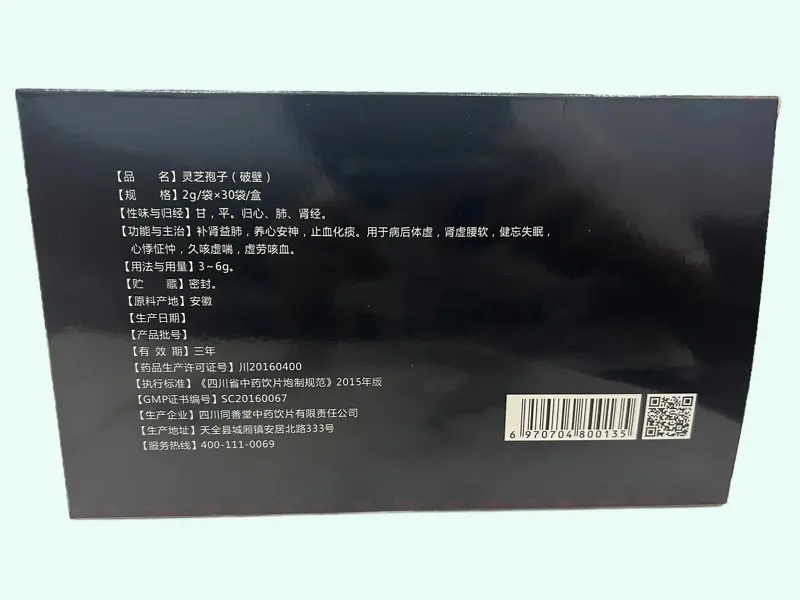 【品　　名】灵芝孢子（破壁）
【规　　格】2g/袋×30袋/盒
【性味与归经】甘，平。归心、肺、肾经。
【功能与主治】补肾益肺，养心安神，止血化痰。用于病后体虚，肾虚腰软，健忘失眠，
心悸怔忡，久咳虚喘，虚劳咳血。
【用法与用量】3~6g。
【贮　　藏】密封。
【原料产地】安徽
【生产日期】
【产品批号】
【有 效 期】三年
【药品生产许可证号】川20160400
【执行标准】《四川省中药饮片炮制规范》2015年版
【GMP证书编号】SC20160067
【生产企业】四川同善堂中药饮片有限责任公司
【生产地址】天全县城厢镇安居北路333号
【服务热线】400-111-0069
6 970704 800135